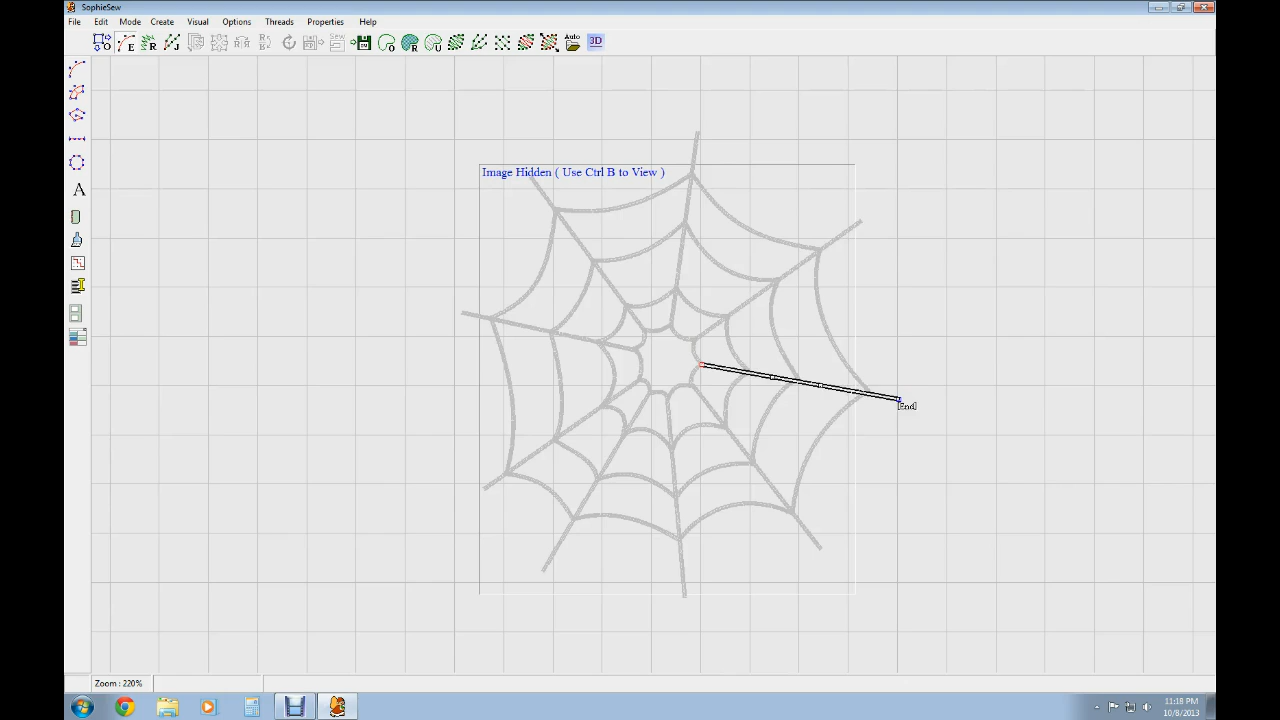 SophieSew
File Edit Mode Create Visual Options Threads Properties Help
Auto 3D
A
Image Hidden ( Use Ctrl B to View )
[End]
Zoom : 220%
11:18 PM
10/8/2013